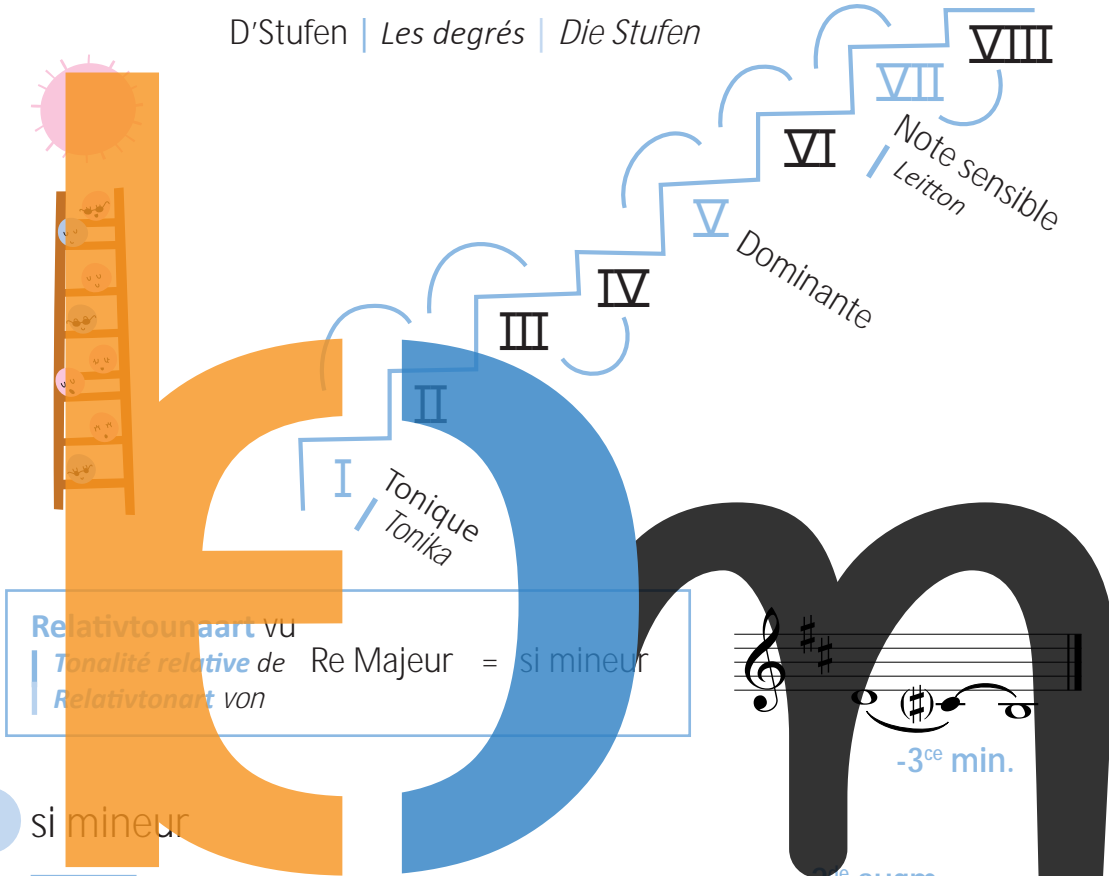 D'Stufen | Les degrés | Die Stufen
VIII
VII
Note sensible
Leitton
VI
V
Dominante
IV
III
II
I
Tonique
Tonika
Relativtounaart vu
Tonalité relative de Re Majeur = si mineur
Relativtonart von
-3ce min.
si mineur